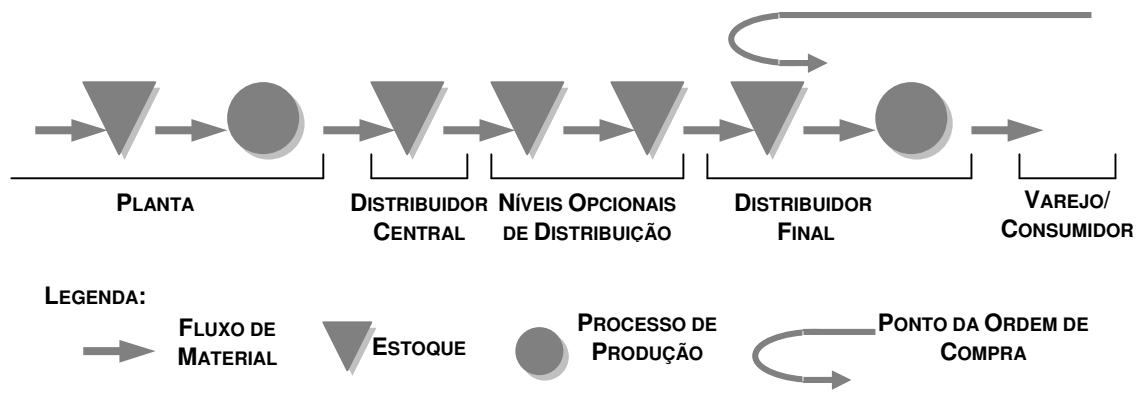 PLANTA
DISTRIBUIDOR
CENTRAL
NÍVEIS OPCIONAIS
DE DISTRIBUIÇÃO
DISTRIBUIDOR
FINAL
VAREJO/
CONSUMIDOR
LEGENDA:
FLUXO DE
MATERIAL
ESTOQUE
PROCESSO DE
PRODUÇÃO
PONTO DA ORDEM DE
COMPRA